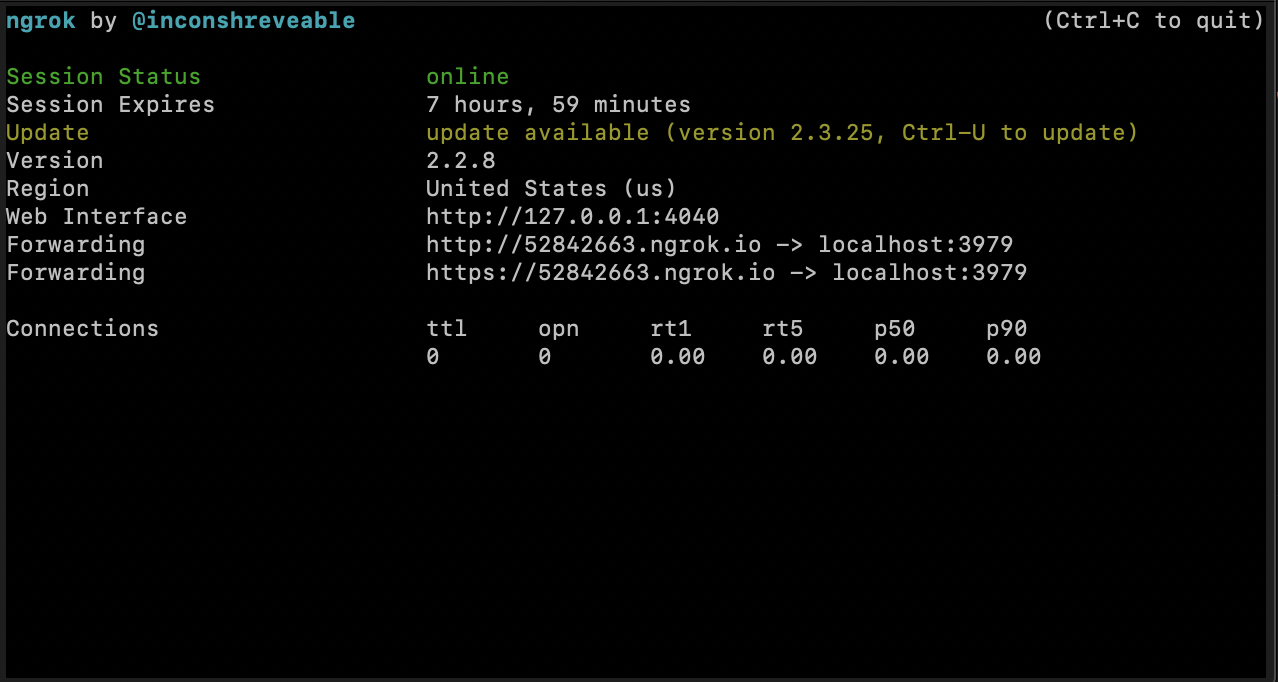 ngrok by @inconshreveable (Ctrl+C to quit)
Session Status online
Session Expires 7 hours, 59 minutes
Update update available (version 2.3.25, Ctrl-U to update)
Version 2.2.8
Region United States (us)
Web Interface http://127.0.0.1:4040
Forwarding http://52842663.ngrok.io -> localhost:3979
Forwarding https://52842663.ngrok.io -> localhost:3979
Connections ttl opn rt1 rt5 p50 p90
0 0 0.00 0.00 0.00 0.00